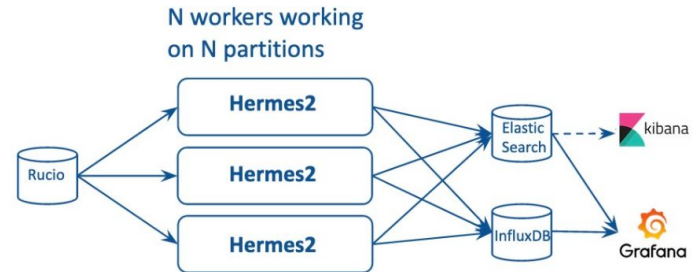 N workers working
on N partitions
Hermes2
Rucio
Hermes2
Hermes2
Elastic
Search
kibana
InfluxDB
Grafana